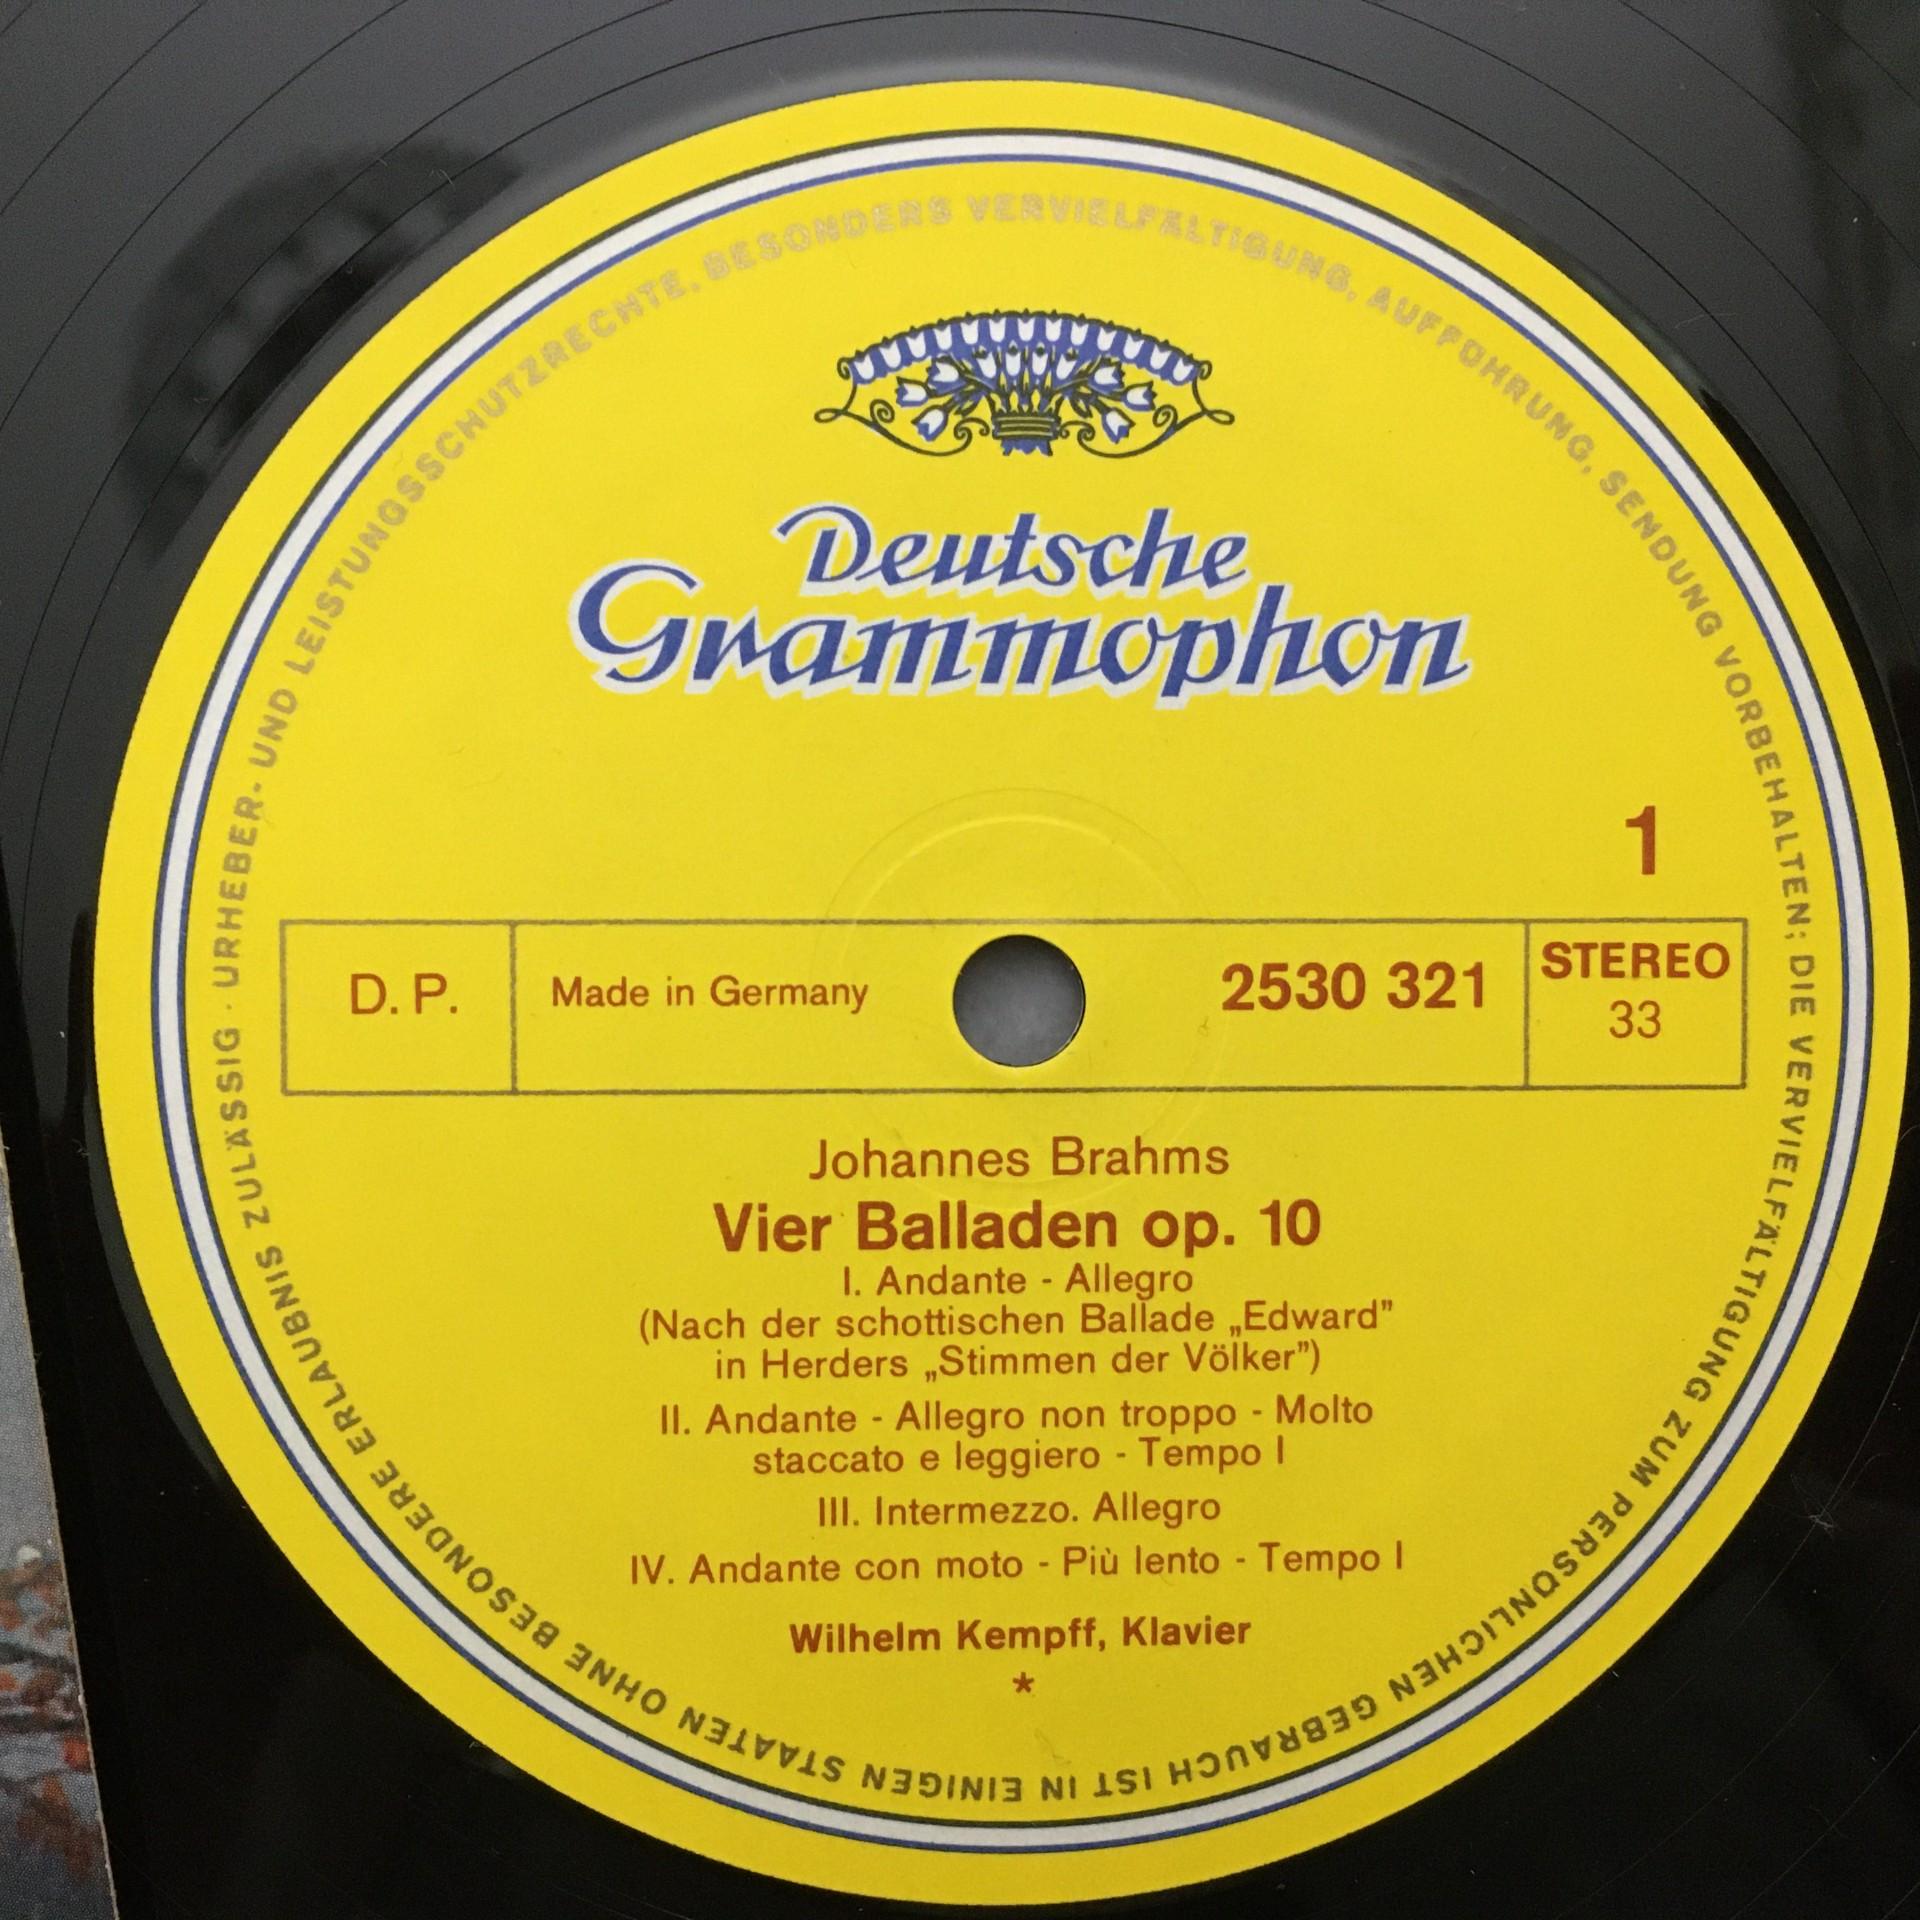 URHEBER- UND LEISTUNGSSCHUTZRECHTE, BESONDERS VERVIELFÄLTIGUNG, AUFFÜHRUNG, SENDUNG VORBEHALTEN; DIE VERVIELFÄLTIGUNG ZUM PERSÖNLICHEN GEBRAUCH IST IN EINIGEN STAATEN OHNE BESONDERE ERLAUBNIS ZULÄSSIG ·
Deutsche
Grammophon
1
D. P. Made in Germany 2530 321 STEREO
33
Johannes Brahms
Vier Balladen op. 10
I. Andante - Allegro
(Nach der schottischen Ballade „Edward”
in Herders „Stimmen der Völker”)
II. Andante - Allegro non troppo - Molto
staccato e leggiero - Tempo I
III. Intermezzo. Allegro
IV. Andante con moto - Più lento - Tempo I
Wilhelm Kempff, Klavier
*